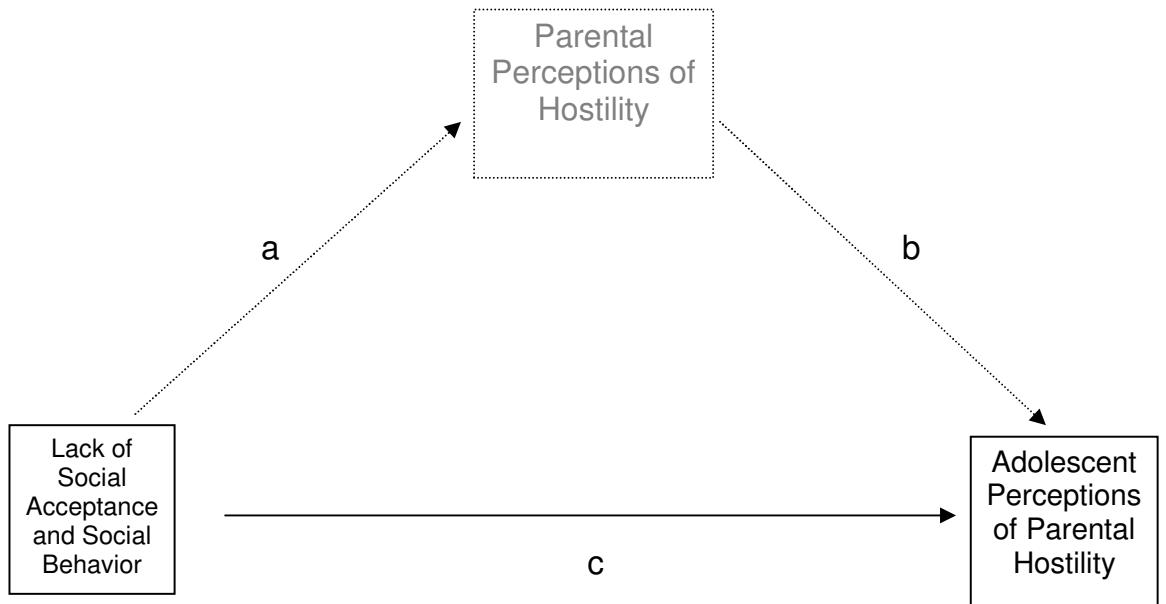 Parental
Perceptions of
Hostility
a
b
Lack of
Social
Acceptance
and Social
Behavior
c
Adolescent
Perceptions
of Parental
Hostility